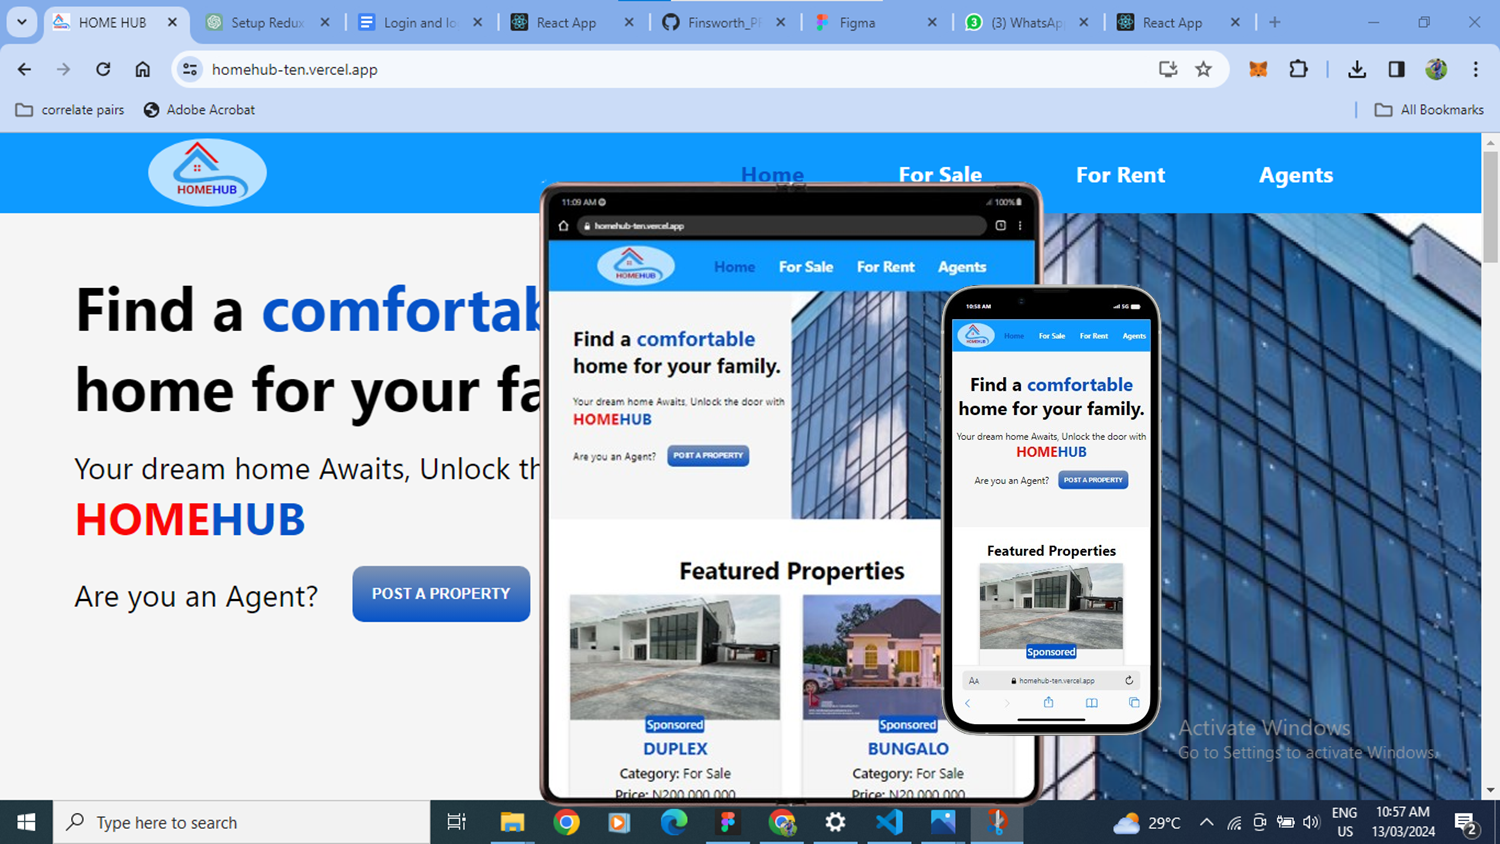 HOME HUB
Setup Redux
Login and lo
React App
Finsworth_P
Figma
(3) WhatsAp
React App
homehub-ten.vercel.app
correlate pairs
Adobe Acrobat
All Bookmarks
HOMEHUB
Home
For Sale
For Rent
Agents
Find a comfortab
home for your fa
Your dream home Awaits, Unlock th
HOMEHUB
Are you an Agent?
POST A PROPERTY
11:09 AM
100%
homehub-ten.vercel.app
HOMEHUB
Home
For Sale
For Rent
Agents
Find a comfortable
home for your family.
Your dream home Awaits, Unlock the door with
HOMEHUB
Are you an Agent?
POST A PROPERTY
Featured Properties
Sponsored
DUPLEX
Category: For Sale
Price: N200,000,000
Sponsored
BUNGALO
Category: For Sale
Price: N20,000,000
10:58 AM
5G
HOMEHUB
Home
For Sale
For Rent
Agents
Find a comfortable
home for your family.
Your dream home Awaits, Unlock the door with
HOMEHUB
Are you an Agent?
POST A PROPERTY
Featured Properties
Sponsored
AA
homehub-ten.vercel.app
Activate Windows
Go to Settings to activate Windows.
Type here to search
29°C
ENG
US
10:57 AM
13/03/2024
2